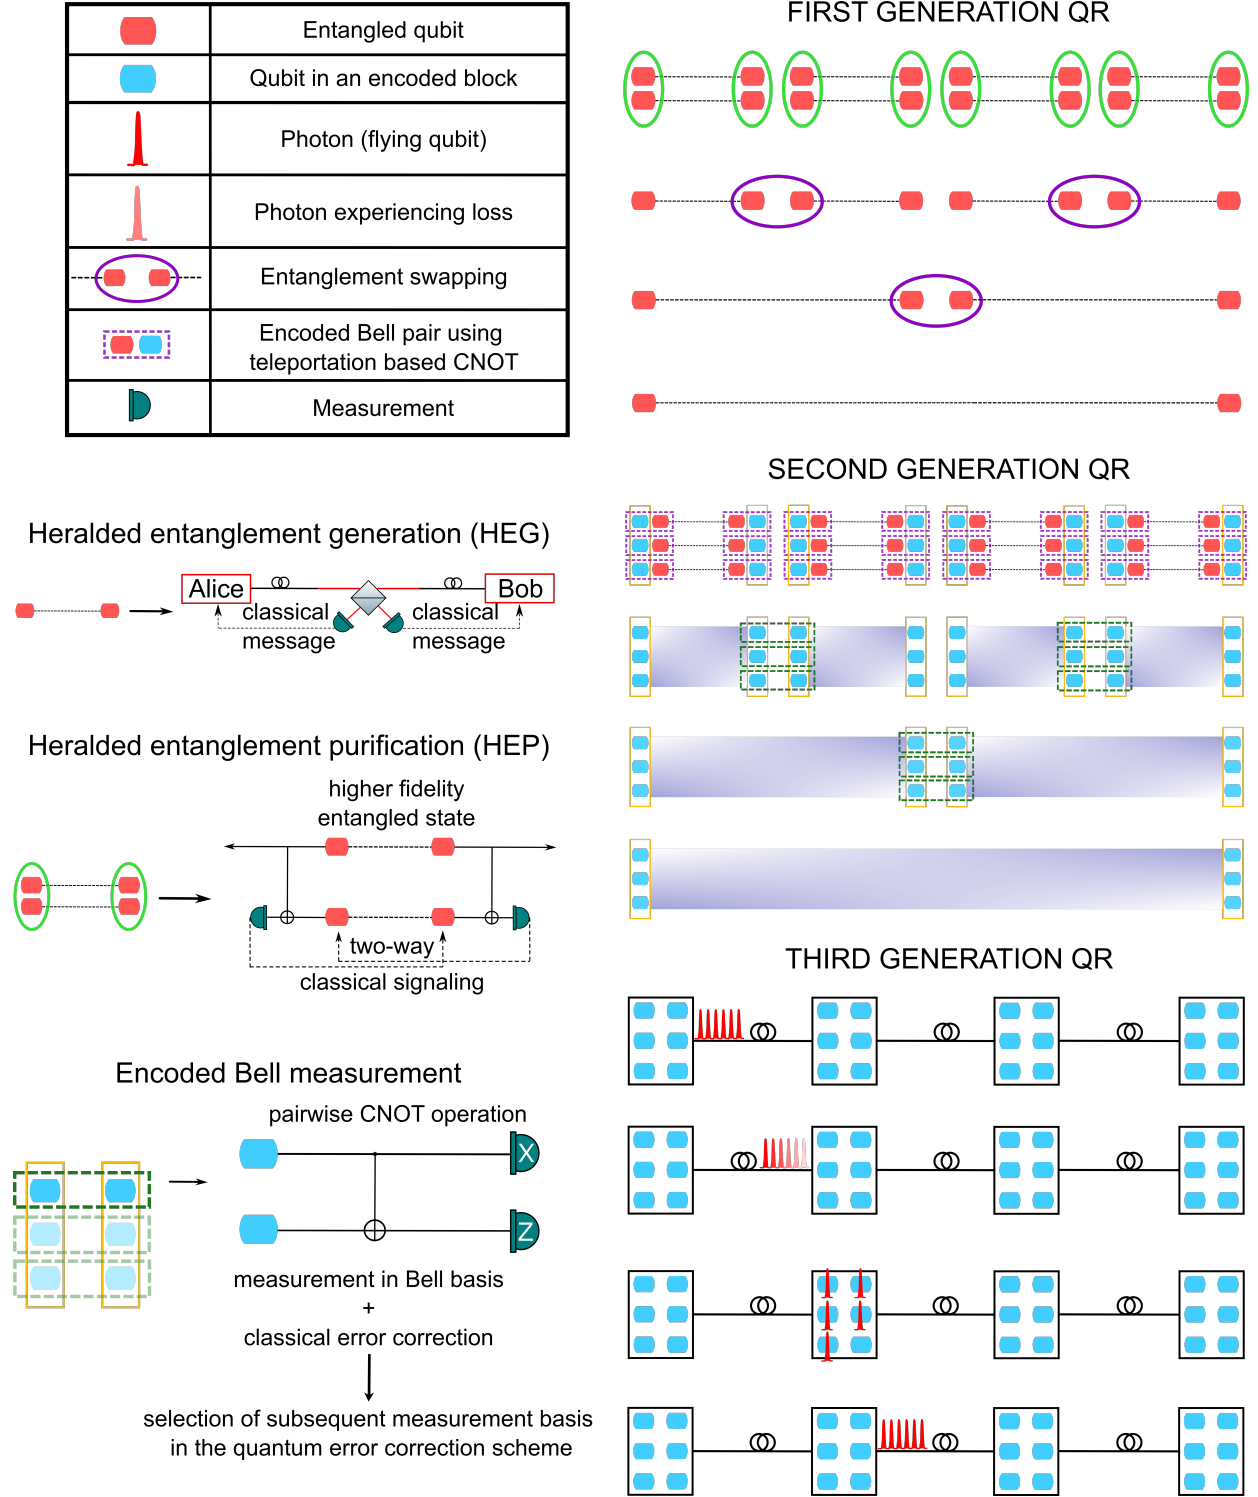 Entangled qubit
Qubit in an encoded block
Photon (flying qubit)
Photon experiencing loss
Entanglement swapping
Encoded Bell pair using
teleportation based CNOT
Measurement
Heralded entanglement generation (HEG)
Alice
Bob
classical
message
classical
message
Heralded entanglement purification (HEP)
higher fidelity
entangled state
two-way
classical signaling
Encoded Bell measurement
pairwise CNOT operation
X
Z
measurement in Bell basis
+
classical error correction
selection of subsequent measurement basis
in the quantum error correction scheme
FIRST GENERATION QR
SECOND GENERATION QR
THIRD GENERATION QR